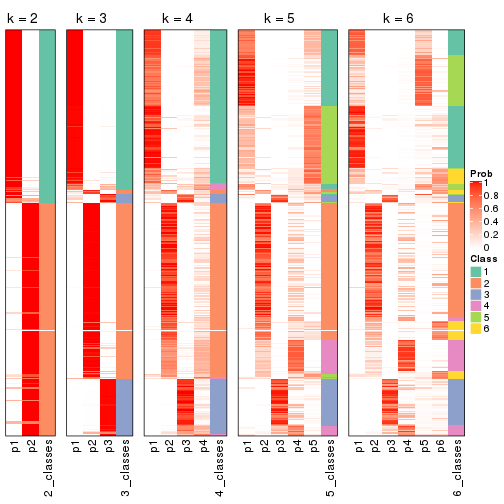 k = 2
k = 3
k = 4
k = 5
k = 6
Prob
1
0.8
0.6
0.4
0.2
0
Class
1
2
3
4
5
6
p1
p2
2_classes
p1
p2
p3
3_classes
p1
p2
p3
p4
4_classes
p1
p2
p3
p4
p5
5_classes
p1
p2
p3
p4
p5
p6
6_classes